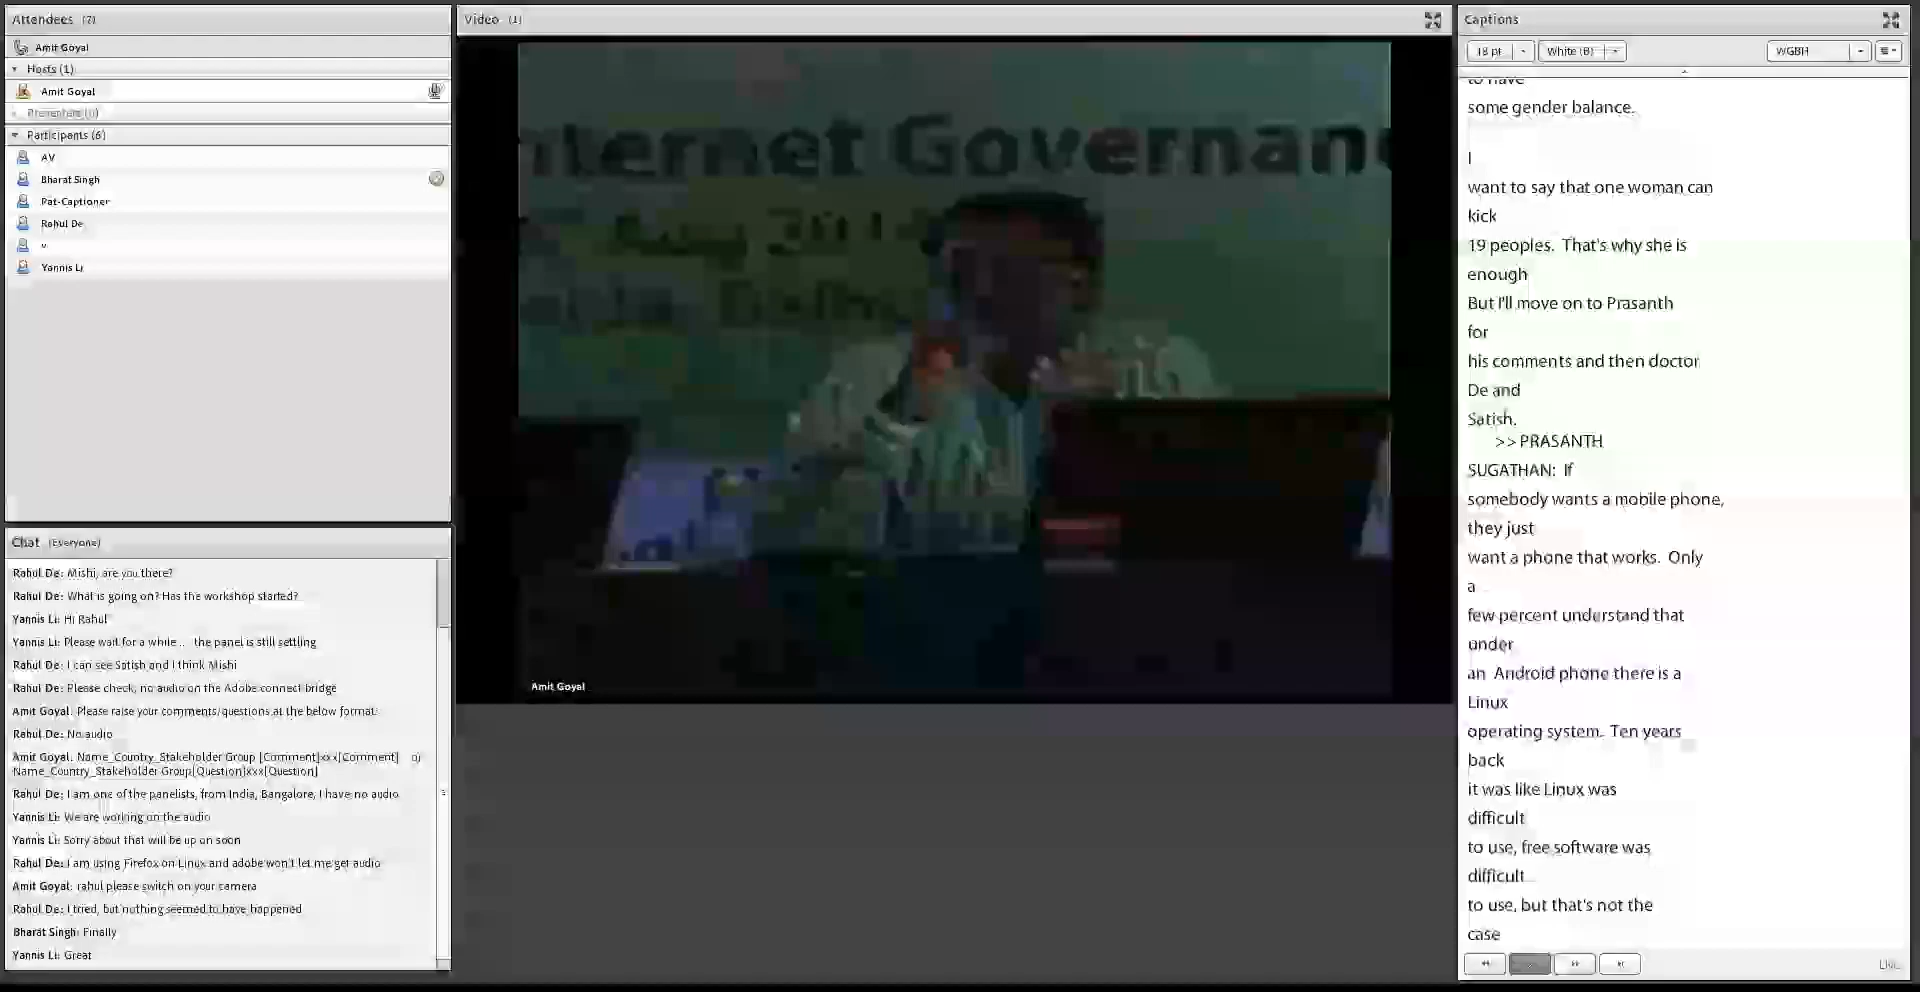 Attendees (7)
Amit Goyal
Hosts (1)
Amit Goyal
Presenters (0)
Participants (6)
AV
Bharat Singh
Pat-Captioner
Rahul De
v
Yannis Li
Chat (Everyone)
Rahul De: Mishi, are you there?
Rahul De: What is going on? Has the workshop started?
Yannis Li: Hi Rahul
Yannis Li: Please wait for a while ... the panel is still settling
Rahul De: I can see Satish and I think Mishi
Rahul De: Please check, no audio on the Adobe connect bridge
Amit Goyal: Please raise your comments/questions at the below format:
Rahul De: No audio
Amit Goyal: Name_Country_Stakeholder Group [Comment]xxx[Comment] or
Name_Country_Stakeholder Group[Question]xxx[Question]
Rahul De: I am one of the panelists, from India, Bangalore, I have no audio
Yannis Li: We are working on the audio
Yannis Li: Sorry about that will be up on soon
Rahul De: I am using Firefox on Linux and adobe won't let me get audio
Amit Goyal: rahul please switch on your camera
Rahul De: I tried, but nothing seemed to have happened
Bharat Singh: Finally
Yannis Li: Great
Video (1)
nternet Governanc
Aug 201
Delhi
Amit Goyal
Captions
18 pt
White (B)
WGBH
to have
some gender balance.
I
want to say that one woman can
kick
19 peoples. That's why she is
enough
But I'll move on to Prasanth
for
his comments and then doctor
De and
Satish.
>> PRASANTH
SUGATHAN: If
somebody wants a mobile phone,
they just
want a phone that works. Only
a
few percent understand that
under
an Android phone there is a
Linux
operating system. Ten years
back
it was like Linux was
difficult
to use, free software was
difficult
to use, but that's not the
case